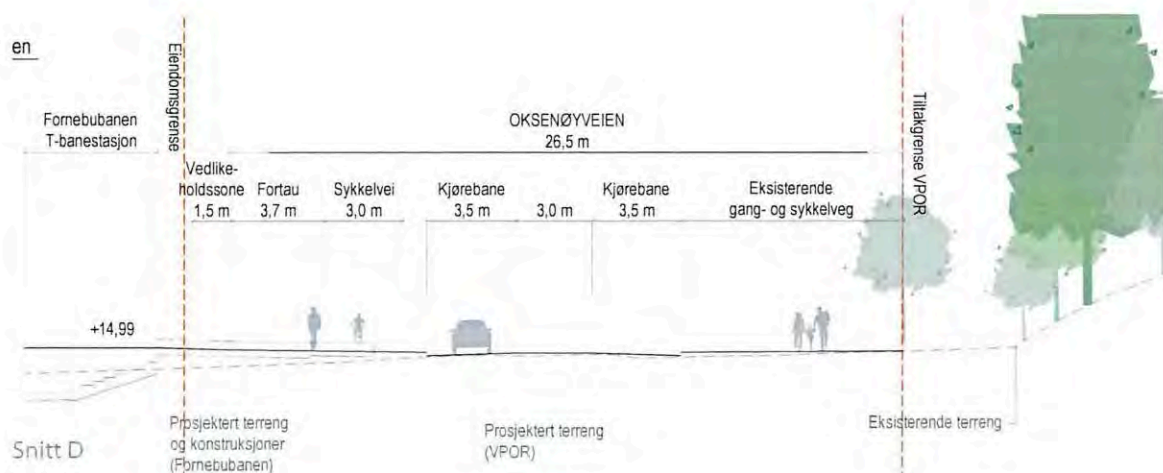 en
Eiendomsgrense
Tiltakgrense VPOR
Fornebubanen
T-banestasjon
OKSENØYVEIEN
26,5 m
Vedlike-
holdssone
1,5 m
Fortau
3,7 m
Sykkelvei
3,0 m
Kjørebane
3,5 m
3,0 m
Kjørebane
3,5 m
Eksisterende
gang- og sykkelveg
+14,99
Prosjektert terreng
og konstruksjoner
(Fornebubanen)
Prosjektert terreng
(VPOR)
Eksisterende terreng
Snitt D